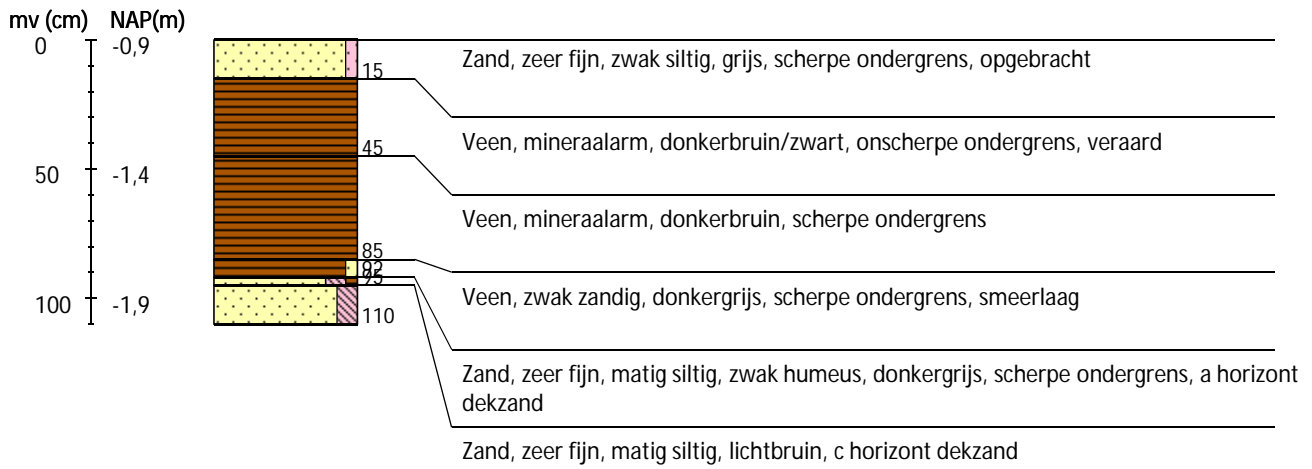 mv (cm) NAP(m)
0 -0,9
Zand, zeer fijn, zwak siltig, grijs, scherpe ondergrens, opgebracht
15
Veen, mineraalarm, donkerbruin/zwart, onscherpe ondergrens, veraard
45
50 -1,4
Veen, mineraalarm, donkerbruin, scherpe ondergrens
85
92
95
Veen, zwak zandig, donkergrijs, scherpe ondergrens, smeerlaag
100 -1,9
110
Zand, zeer fijn, matig siltig, zwak humeus, donkergrijs, scherpe ondergrens, a horizont
dekzand
Zand, zeer fijn, matig siltig, lichtbruin, c horizont dekzand